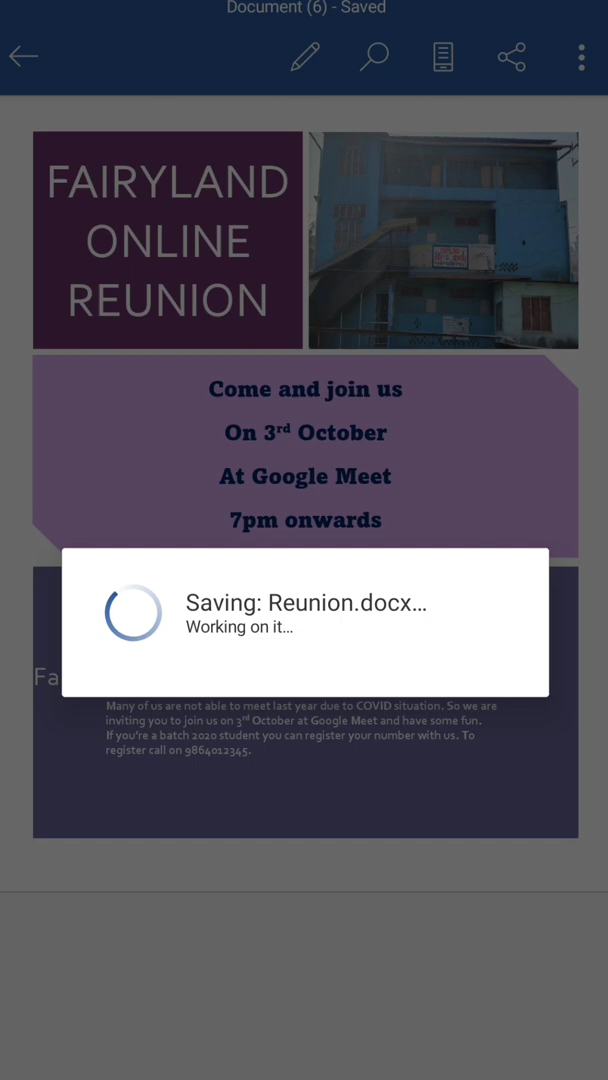 Document (6) - Saved
FAIRYLAND
ONLINE
REUNION
Come and join us
On 3rd October
At Google Meet
7pm onwards
Saving: Reunion.docx...
Working on it...
Fa
Many of us are not able to meet last year due to COVID situation. So we are
inviting you to join us on 3rd October at Google Meet and have some fun.
If you're a batch 2020 student you can register your number with us. To
register call on 9864012345.